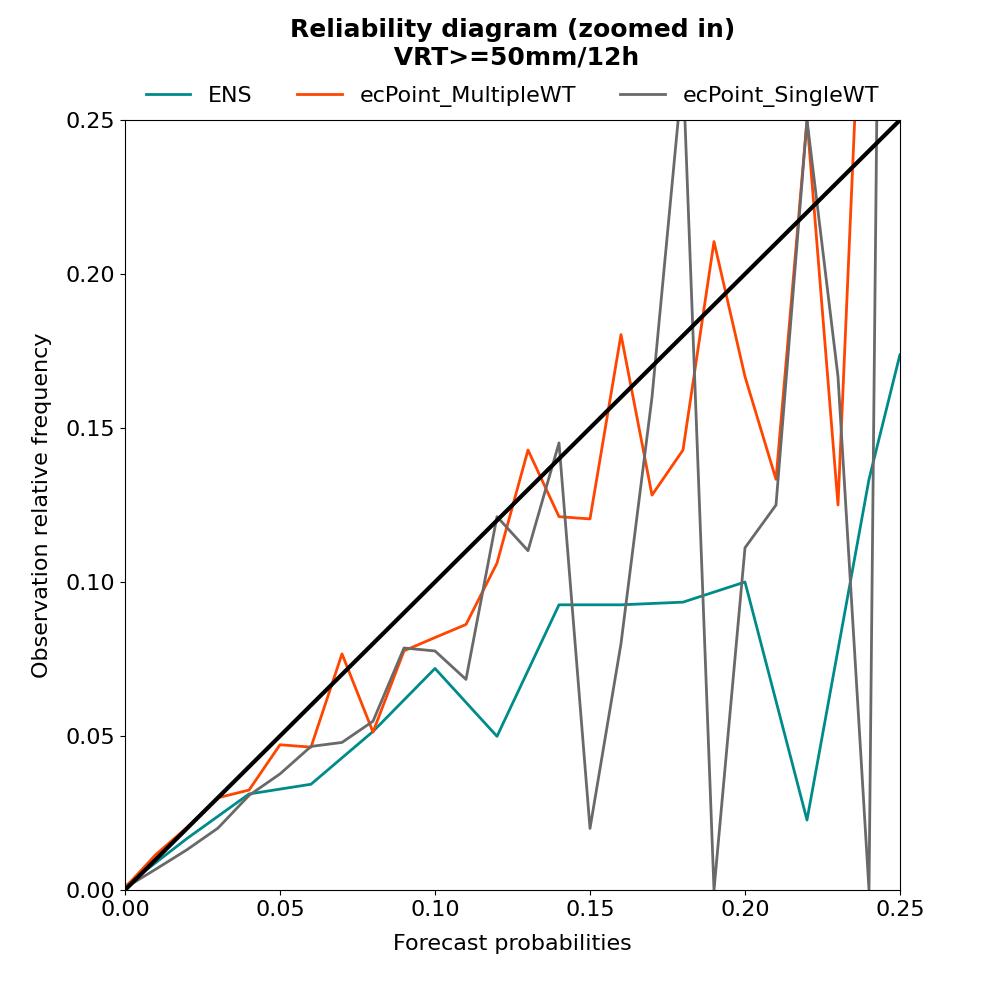 Reliability diagram (zoomed in)
VRT>=50mm/12h
ENS ecPoint_MultipleWT ecPoint_SingleWT
0.25
0.20
0.15
0.10
0.05
0.00
Observation relative frequency
0.00 0.05 0.10 0.15 0.20 0.25
Forecast probabilities